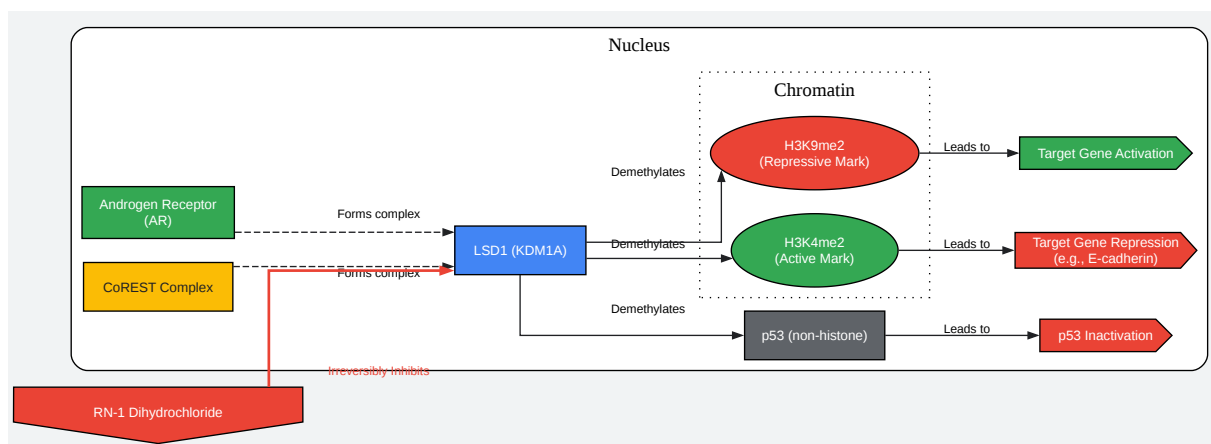 Nucleus
Chromatin
H3K9me2
(Repressive Mark)
Leads to
Target Gene Activation
Demethylates
Androgen Receptor
(AR)
Forms complex
LSD1 (KDM1A)
Demethylates
H3K4me2
(Active Mark)
Leads to
Target Gene Repression
(e.g., E-cadherin)
CoREST Complex
Forms complex
Demethylates
p53 (non-histone)
Leads to
p53 Inactivation
Irreversibly Inhibits
RN-1 Dihydrochloride